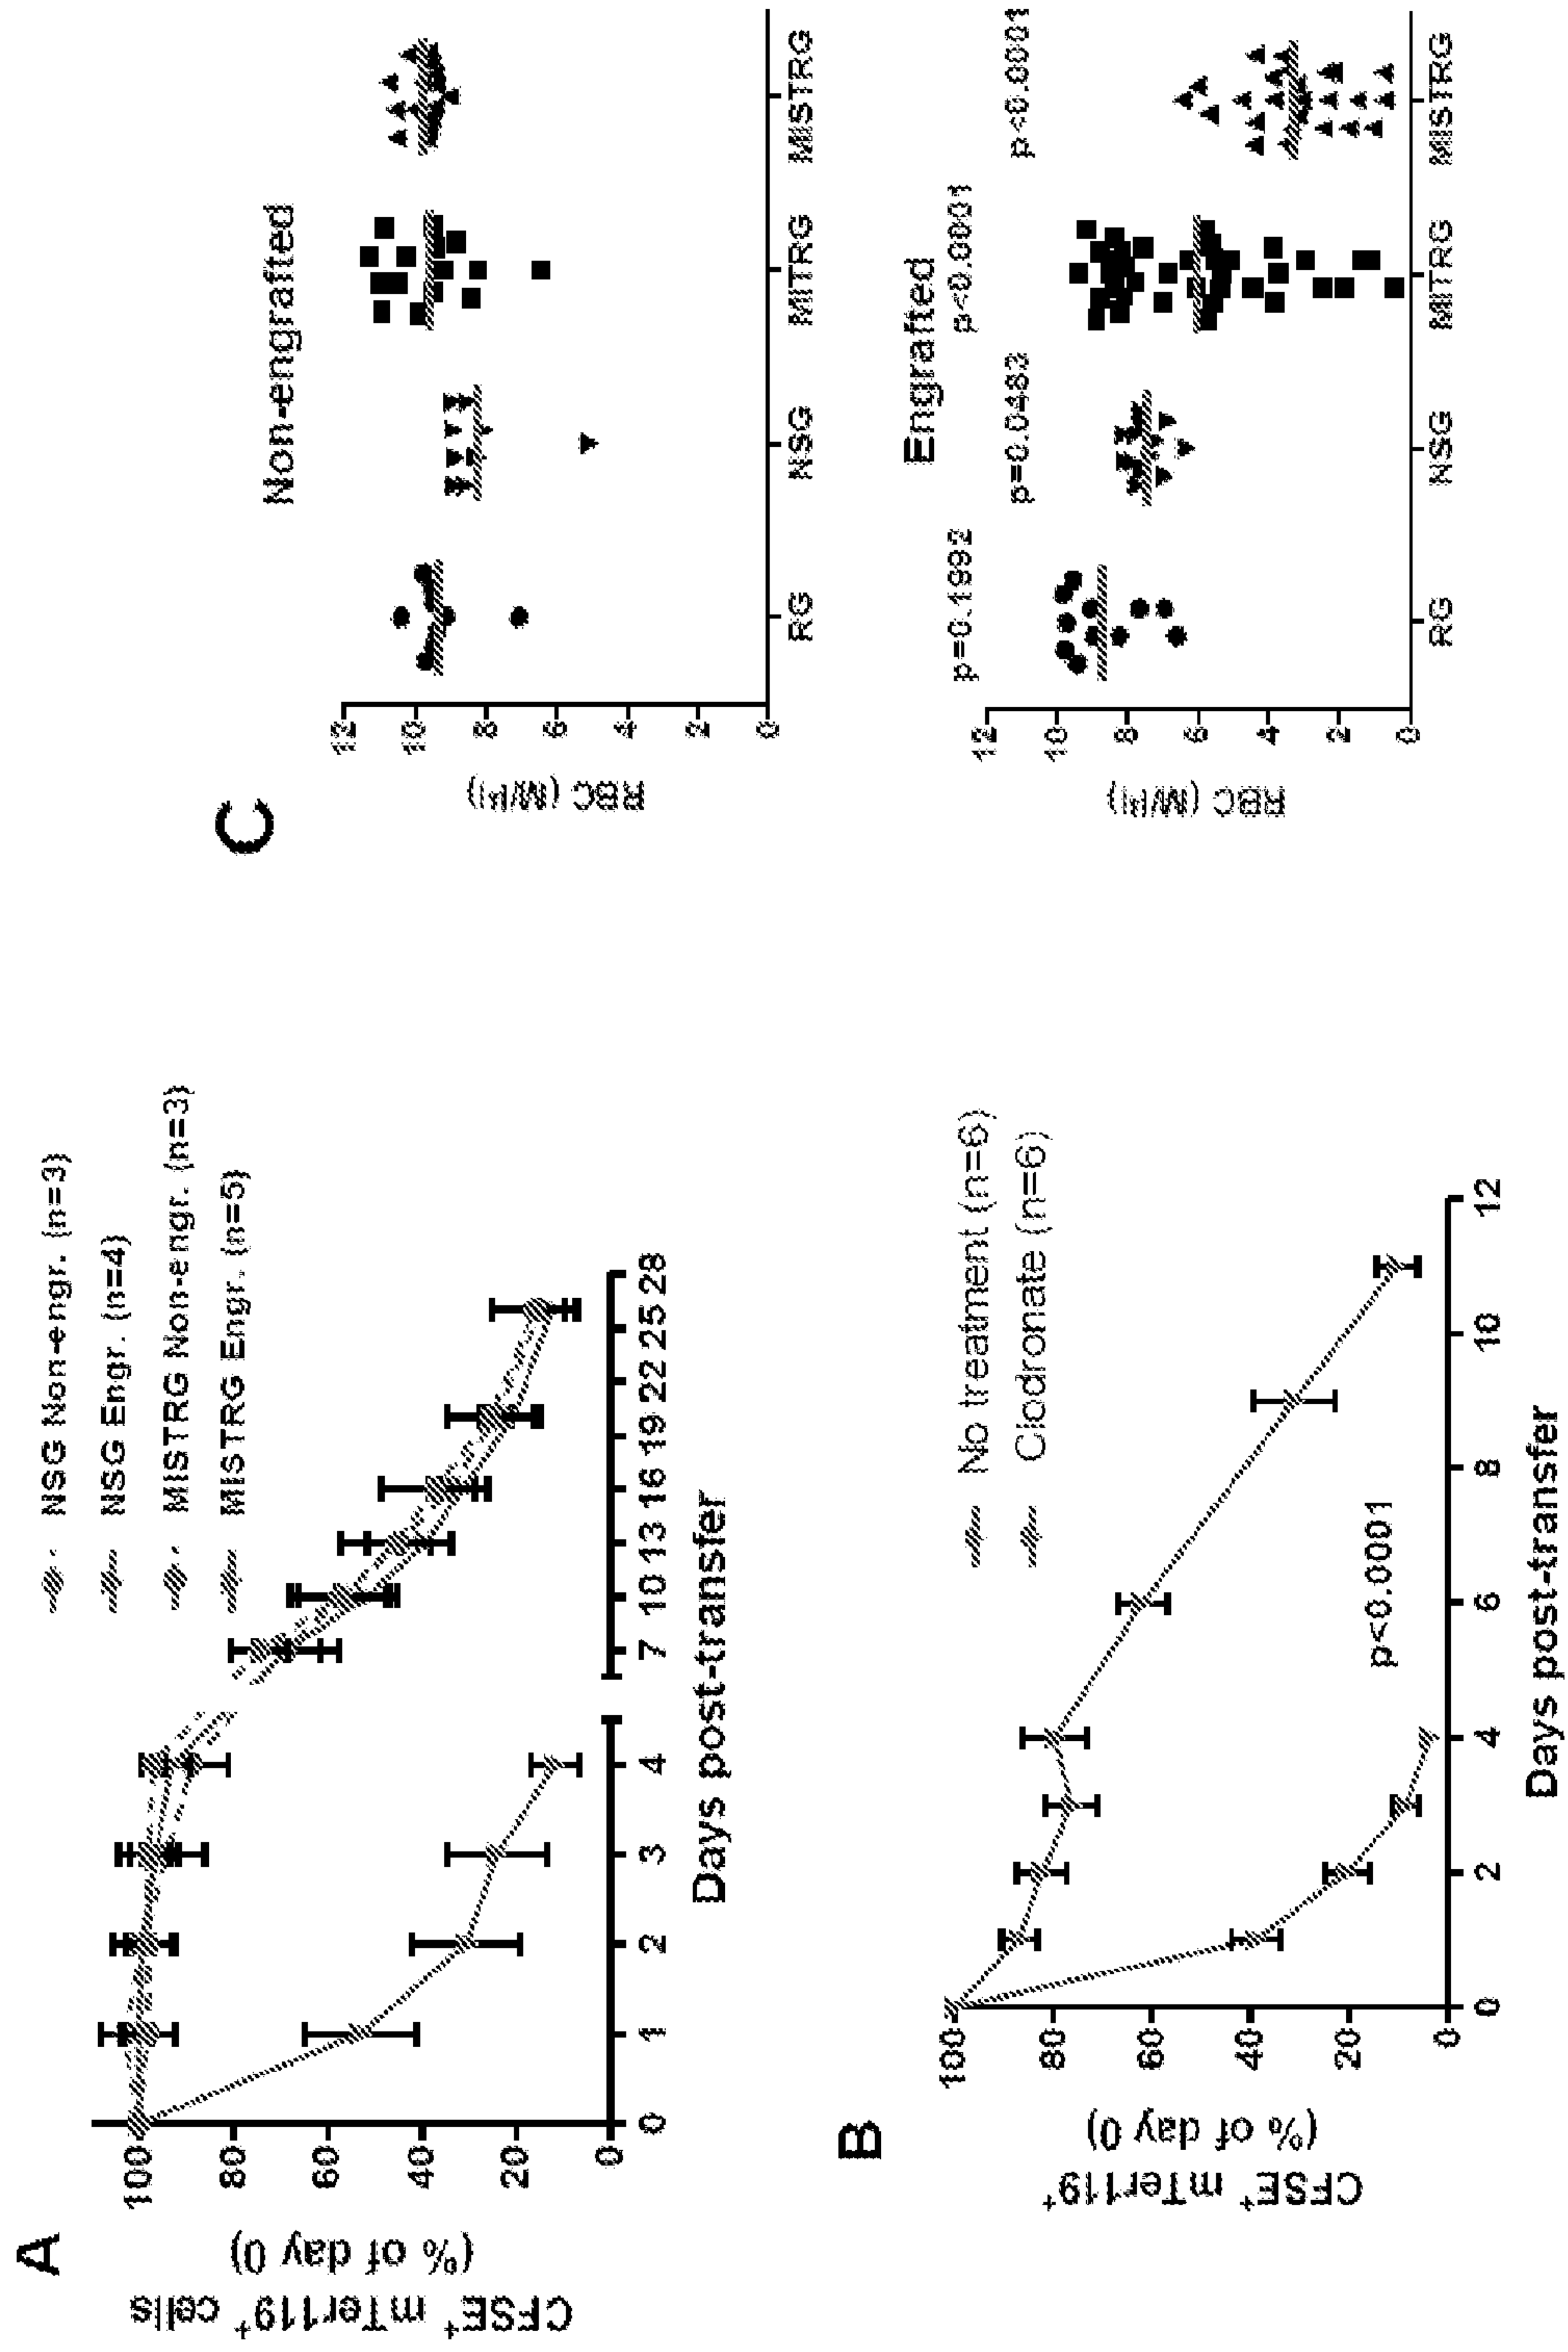 A
CFSE+ mTer119+ cells
(% of day 0)
100
80
60
40
20
0
0 1 2 3 4 7 10 13 16 19 22 25 28
Days post-transfer
NSG Non-engr. (n=3)
NSG Engr. (n=4)
MISTRG Non-engr. (n=3)
MISTRG Engr. (n=5)
B
CFSE+ mTer119+
(% of day 0)
100
80
60
40
20
0
0 2 4 6 8 10 12
Days post-transfer
No treatment (n=6)
Clodronate (n=6)
p<0.0001
C
Non-engrafted
RBC (M/µl)
12
10
8
6
4
2
0
RG NSG MITRG MISTRG
Engrafted
p=0.1992 p=0.0483 p<0.0001 p<0.0001
RBC (M/µl)
12
10
8
6
4
2
0
RG NSG MITRG MISTRG